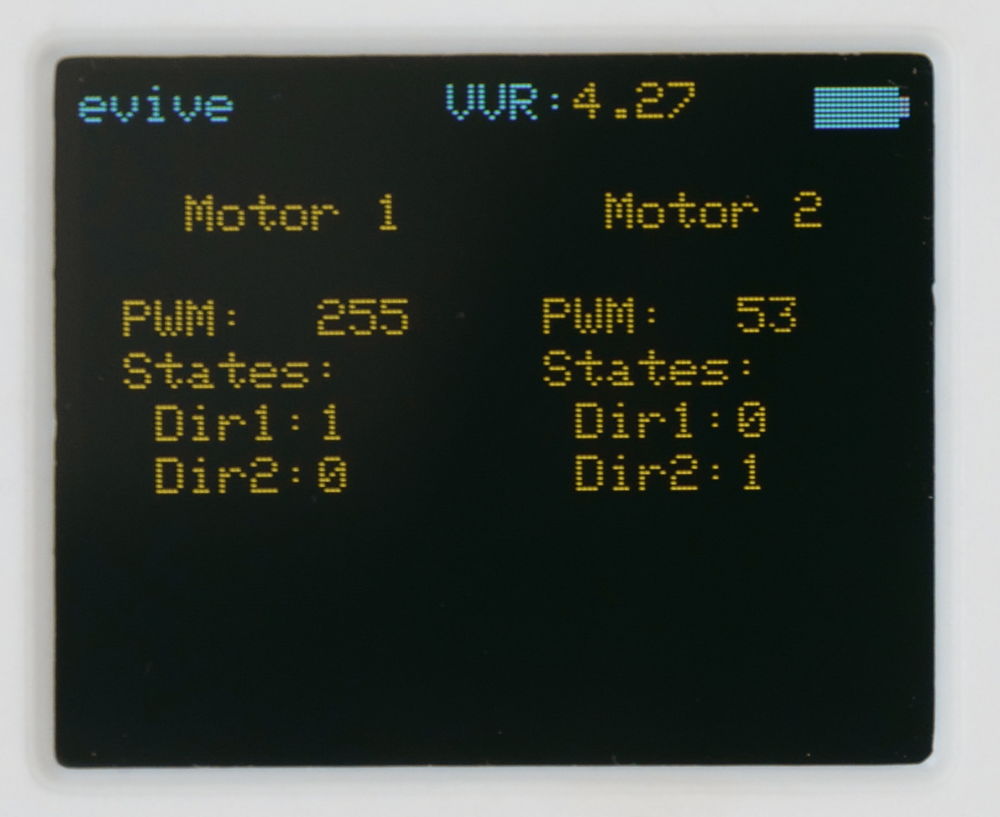 evive VVR:4.27
Motor 1 Motor 2
PWM: 255 PWM: 53
States: States:
Dir1:1 Dir1:0
Dir2:0 Dir2:1